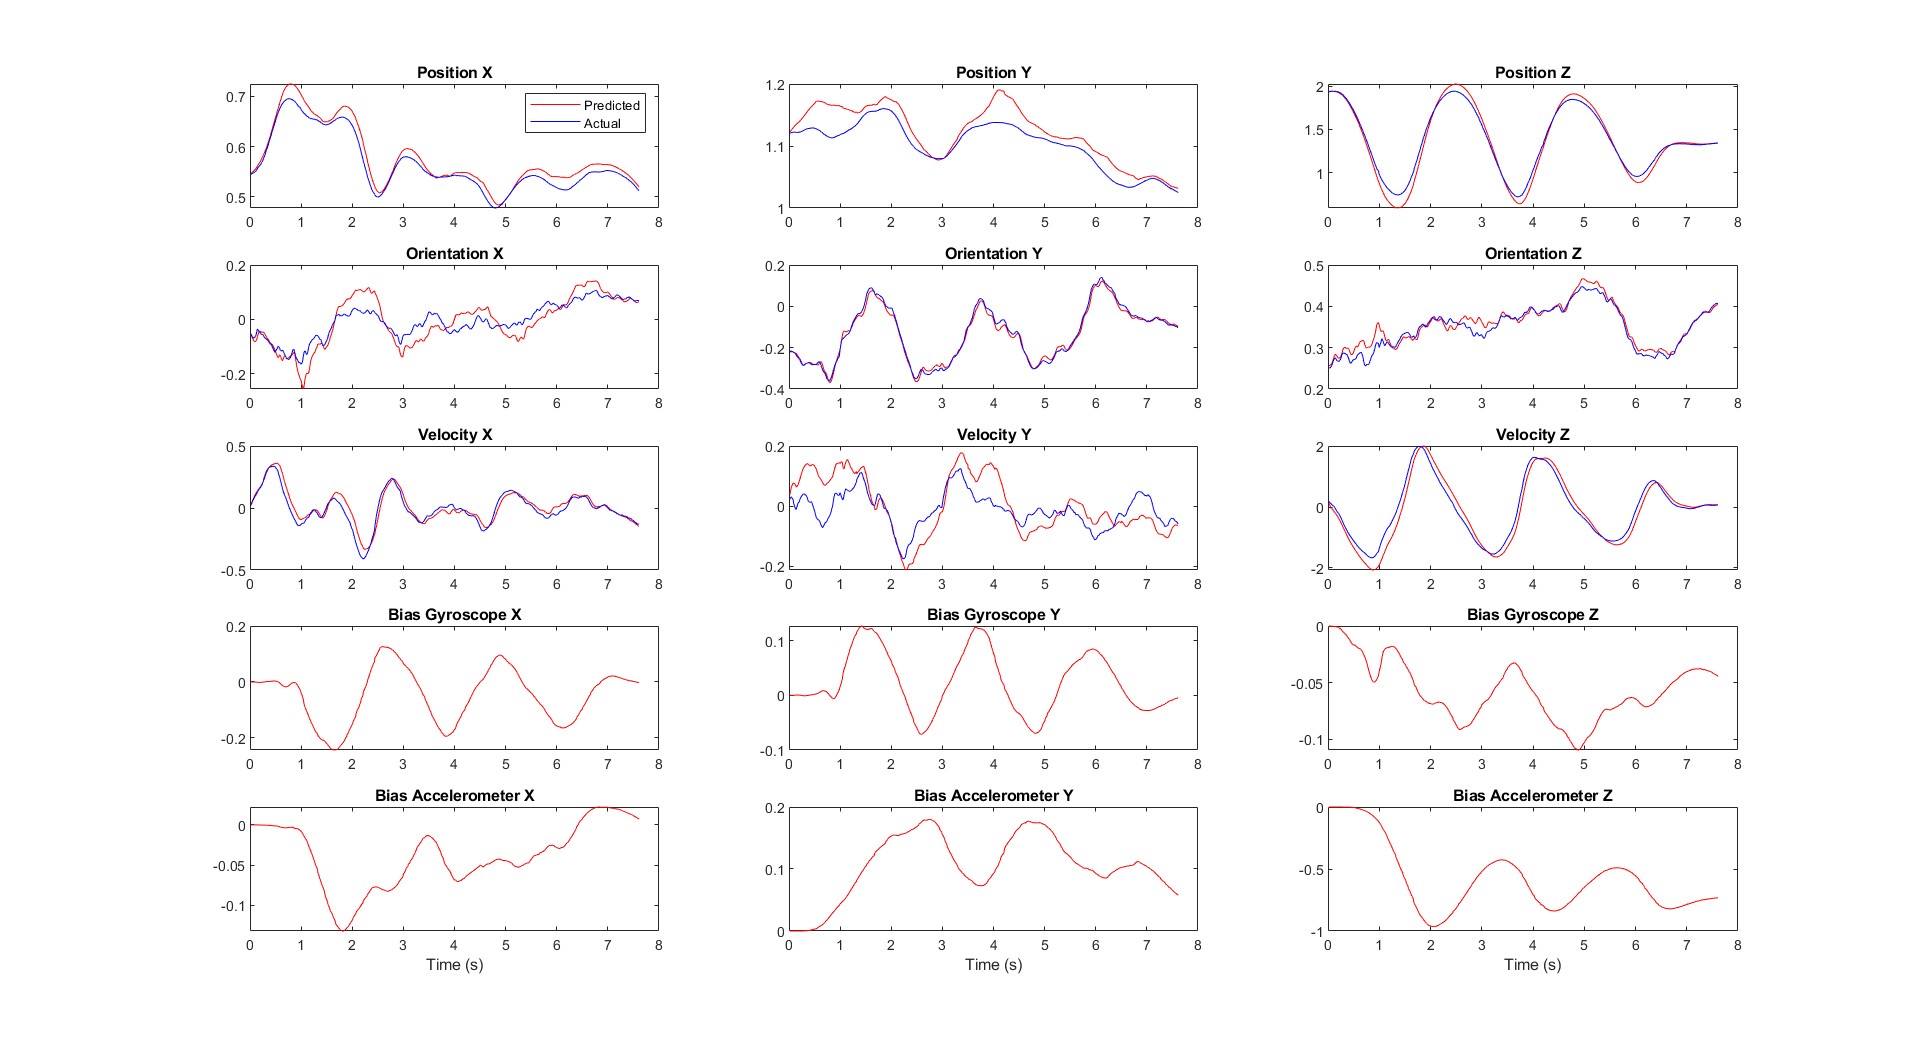 Position X
Position Y
Position Z
0.7
0.6
0.5
Predicted
Actual
0 1 2 3 4 5 6 7 8
1.2
1.1
1
0 1 2 3 4 5 6 7 8
2
1.5
1
0 1 2 3 4 5 6 7 8
Orientation X
Orientation Y
Orientation Z
0.2
0
-0.2
0 1 2 3 4 5 6 7 8
0.2
0
-0.2
-0.4
0 1 2 3 4 5 6 7 8
0.5
0.4
0.3
0.2
0 1 2 3 4 5 6 7 8
Velocity X
Velocity Y
Velocity Z
0.5
0
-0.5
0 1 2 3 4 5 6 7 8
0.2
0
-0.2
0 1 2 3 4 5 6 7 8
2
0
-2
0 1 2 3 4 5 6 7 8
Bias Gyroscope X
Bias Gyroscope Y
Bias Gyroscope Z
0.2
0
-0.2
0 1 2 3 4 5 6 7 8
0.1
0
-0.1
0 1 2 3 4 5 6 7 8
0
-0.05
-0.1
0 1 2 3 4 5 6 7 8
Bias Accelerometer X
Bias Accelerometer Y
Bias Accelerometer Z
0
-0.05
-0.1
0 1 2 3 4 5 6 7 8
Time (s)
0.2
0.1
0
0 1 2 3 4 5 6 7 8
Time (s)
0
-0.5
-1
0 1 2 3 4 5 6 7 8
Time (s)